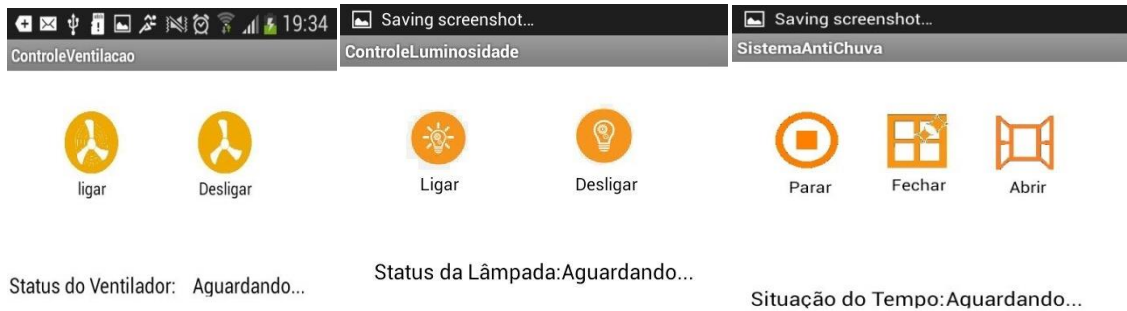 19:34
ControleVentilacao
ligar
Desligar
Status do Ventilador: Aguardando...
Saving screenshot...
ControleLuminosidade
Ligar
Desligar
Status da Lâmpada:Aguardando...
Saving screenshot...
SistemaAntiChuva
Parar
Fechar
Abrir
Situação do Tempo:Aguardando...